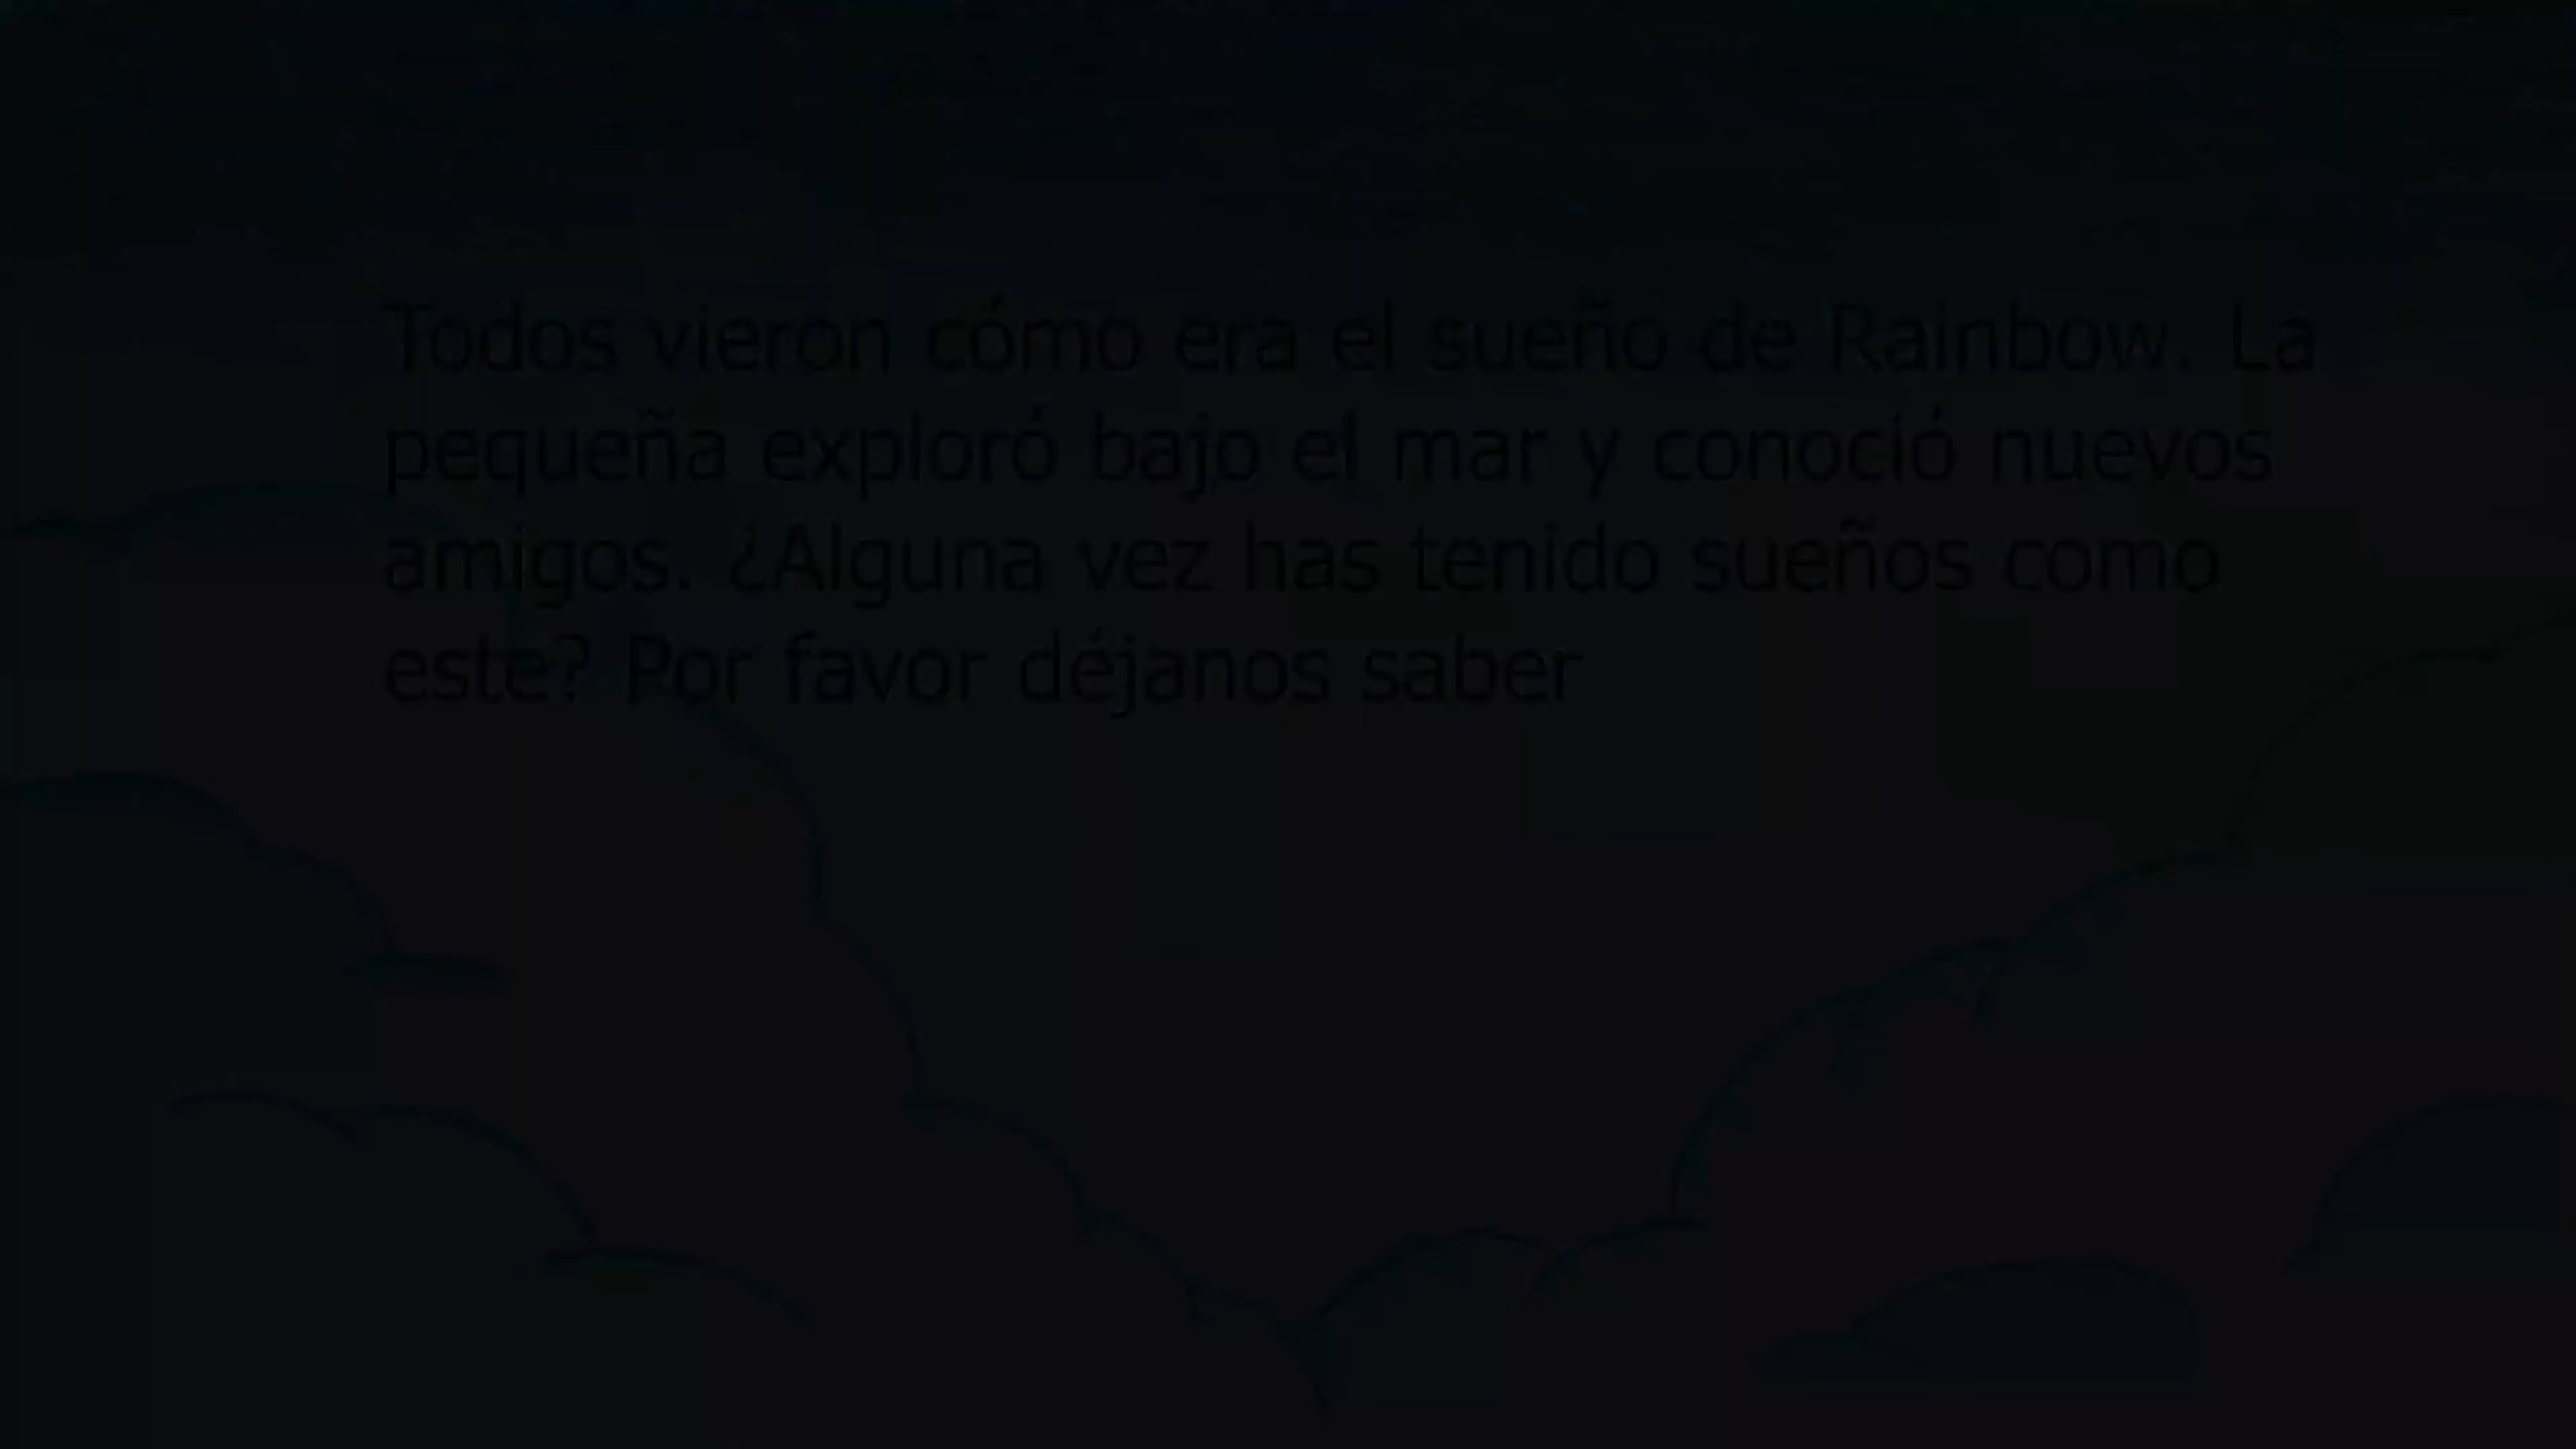 Todos vieron cómo era el sueño de Rainbow. La
pequeña exploró bajo el mar y conoció nuevos
amigos. ¿Alguna vez has tenido sueños como
este? Por favor déjanos saber